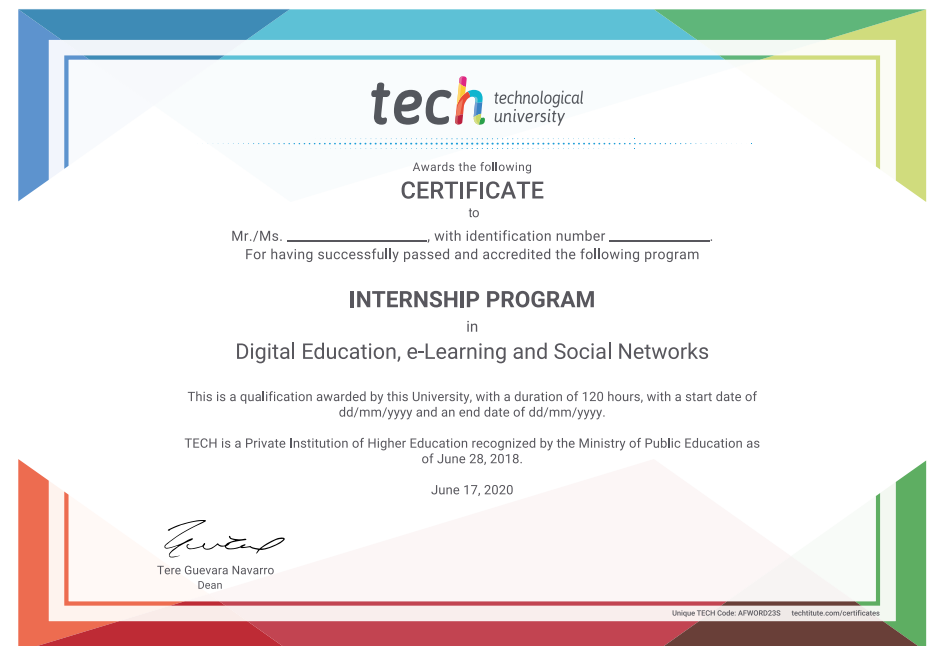 tech technological
university
Awards the following
CERTIFICATE
to
Mr./Ms. ________________, with identification number ____________.
For having successfully passed and accredited the following program
INTERNSHIP PROGRAM
in
Digital Education, e-Learning and Social Networks
This is a qualification awarded by this University, with a duration of 120 hours, with a start date of
dd/mm/yyyy and an end date of dd/mm/yyyy.
TECH is a Private Institution of Higher Education recognized by the Ministry of Public Education as
of June 28, 2018.
June 17, 2020
Tere Guevara Navarro
Dean
Unique TECH Code: AFWORD23S techtitute.com/certificates